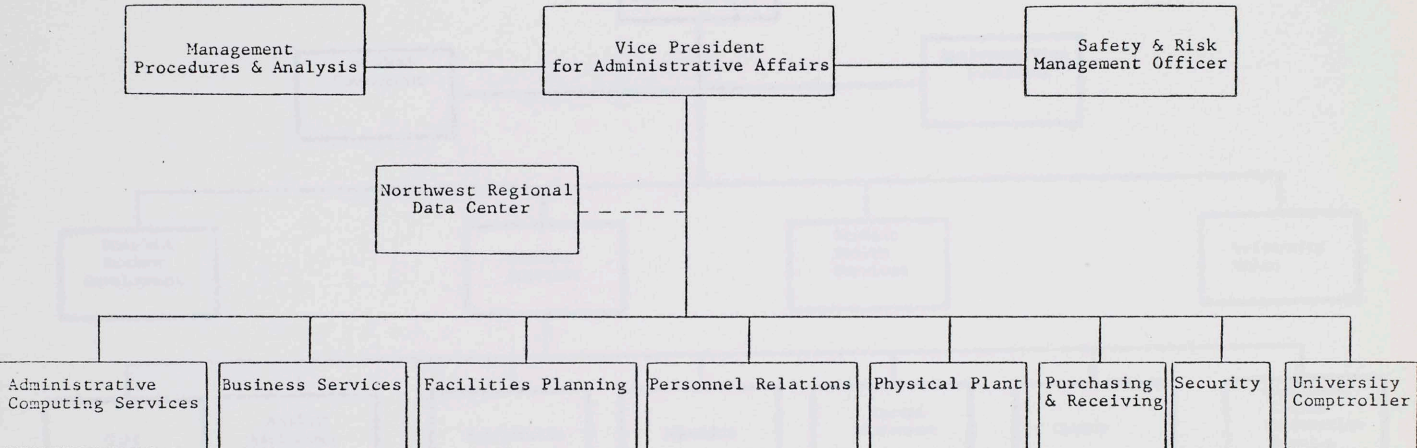 Management
Procedures & Analysis
Vice President
for Administrative Affairs
Safety & Risk
Management Officer
Northwest Regional
Data Center
Administrative
Computing Services
Business Services
Facilities Planning
Personnel Relations
Physical Plant
Purchasing
& Receiving
Security
University
Comptroller